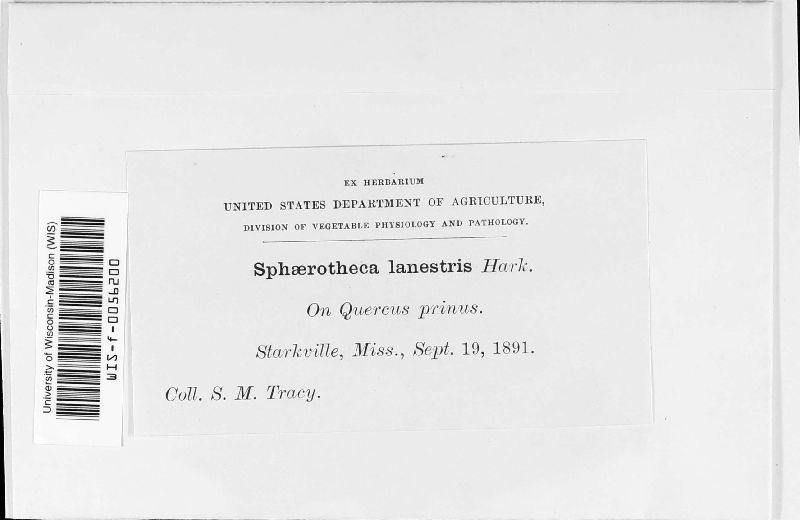 EX HERBARIUM
UNITED STATES DEPARTMENT OF AGRICULTURE,
DIVISION OF VEGETABLE PHYSIOLOGY AND PATHOLOGY.
Sphærotheca lanestris Hark.
On Quercus prinus.
Starkville, Miss., Sept. 19, 1891.
Coll. S. M. Tracy.
University of Wisconsin-Madison (WIS)
WIS-f-0056200